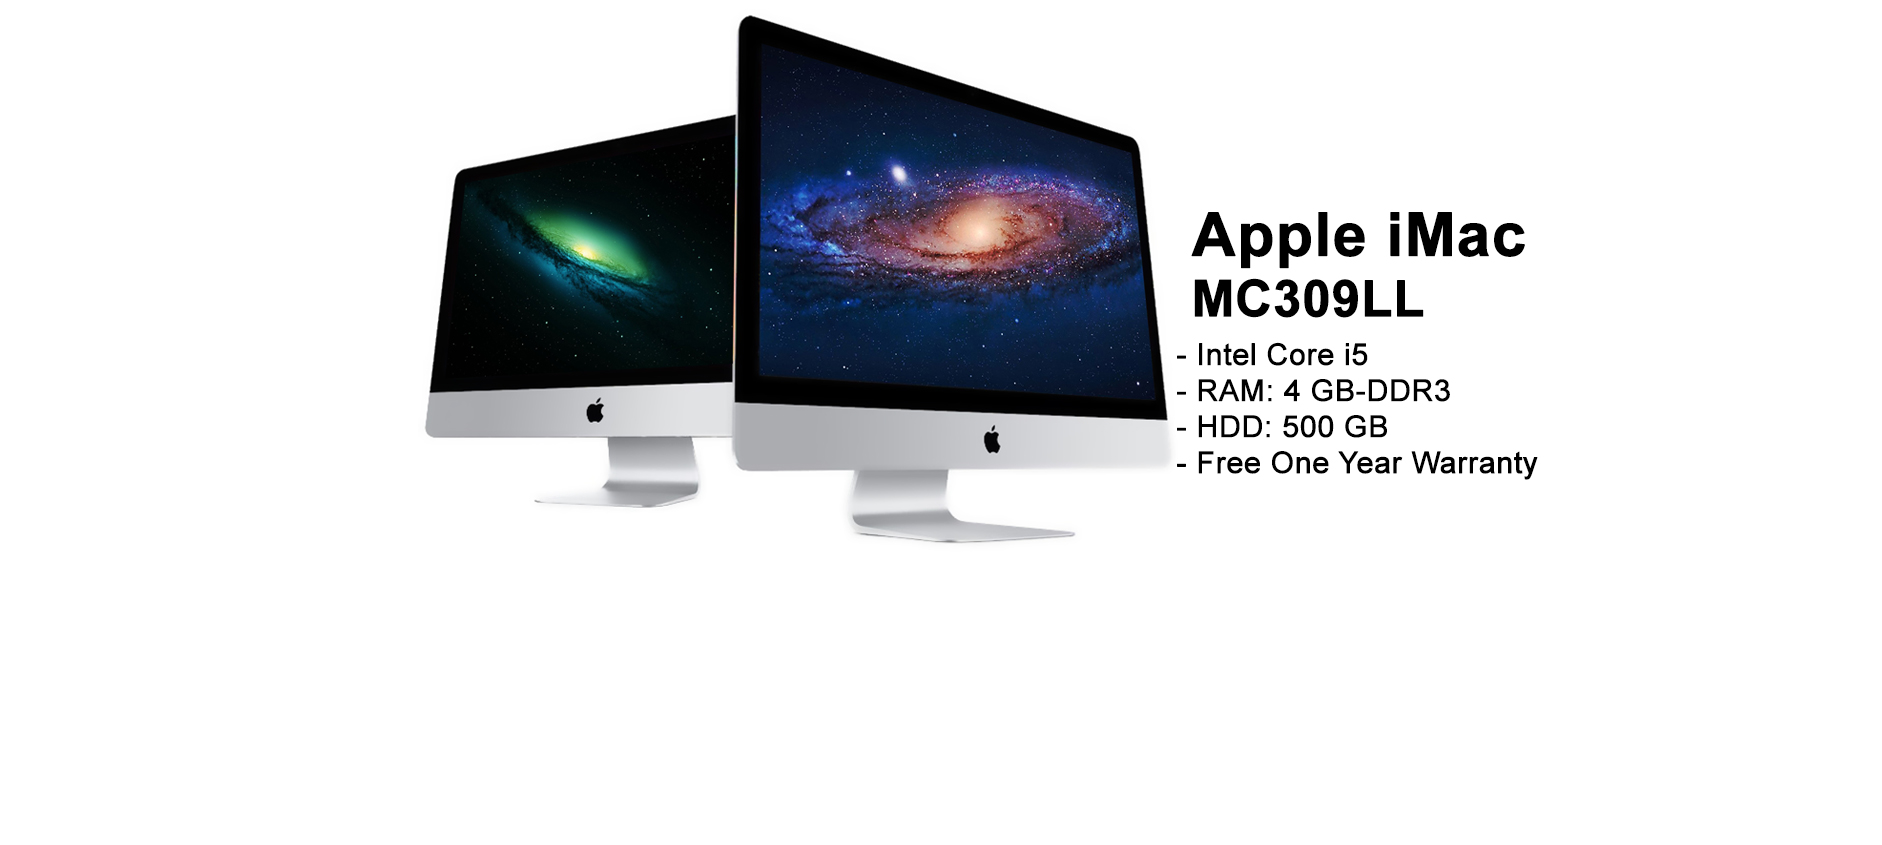 Apple iMac
MC309LL
- Intel Core i5
- RAM: 4 GB-DDR3
- HDD: 500 GB
- Free One Year Warranty